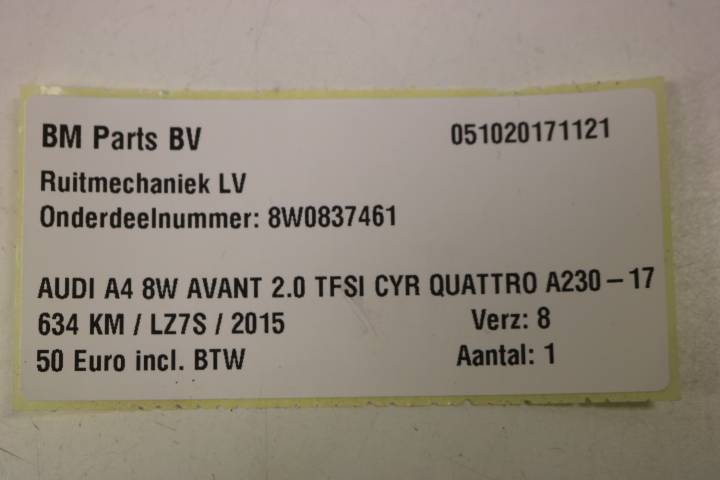 BM Parts BV 051020171121
Ruitmechaniek LV
Onderdeelnummer: 8W0837461
AUDI A4 8W AVANT 2.0 TFSI CYR QUATTRO A230-17
634 KM / LZ7S / 2015 Verz: 8
50 Euro incl. BTW Aantal: 1